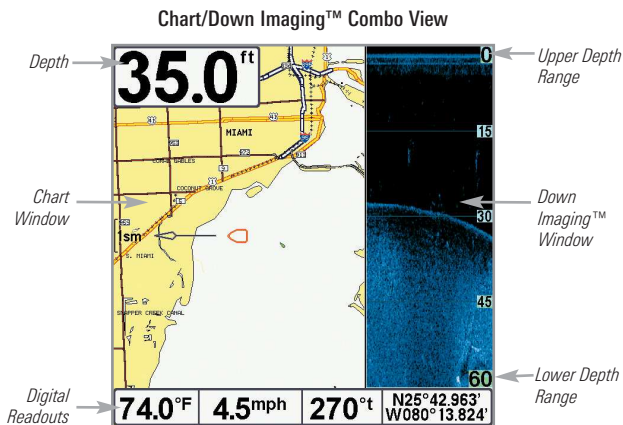 Chart/Down Imaging™ Combo View
Depth
35.0 ft
0
Upper Depth
Range
15
MIAMI
CORAL GABLES
COCONUT GROVE
Chart
Window
Down
Imaging™
Window
30
1sm
S. MIAMI
45
SNAPPER CREEK CANAL
60
Lower Depth
Range
Digital
Readouts
74.0°F
4.5mph
270°t
N25°42.963'
W080°13.824'